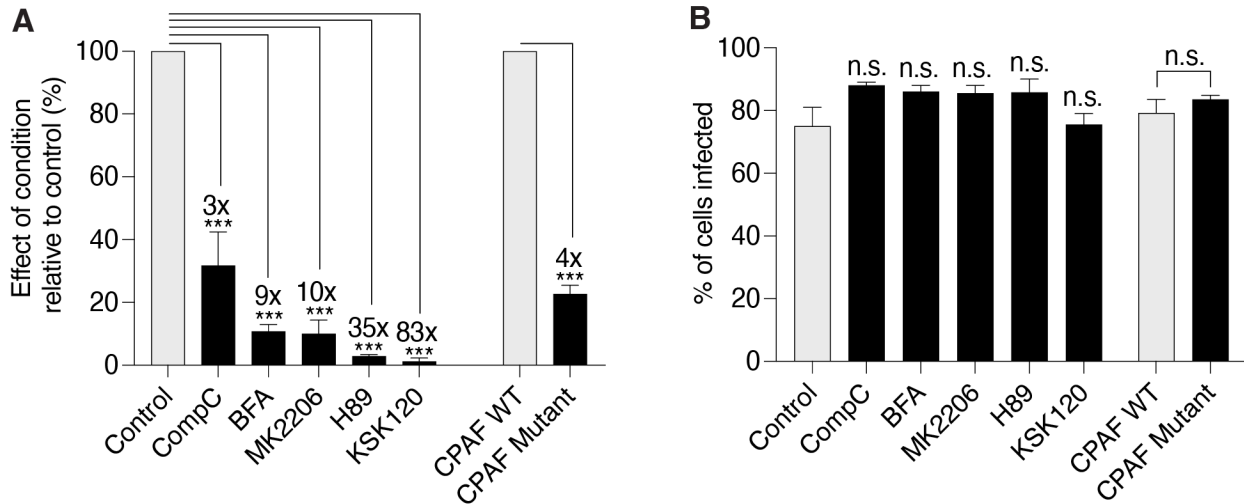 A
Effect of condition
relative to control (%)
100
80
60
40
20
0
3x
***
9x
***
10x
***
35x
***
83x
***
4x
***
Control
CompC
BFA
MK2206
H89
KSK120
CPAF WT
CPAF Mutant
B
% of cells infected
100
80
60
40
20
0
n.s.
n.s.
n.s.
n.s.
n.s.
n.s.
Control
CompC
BFA
MK2206
H89
KSK120
CPAF WT
CPAF Mutant